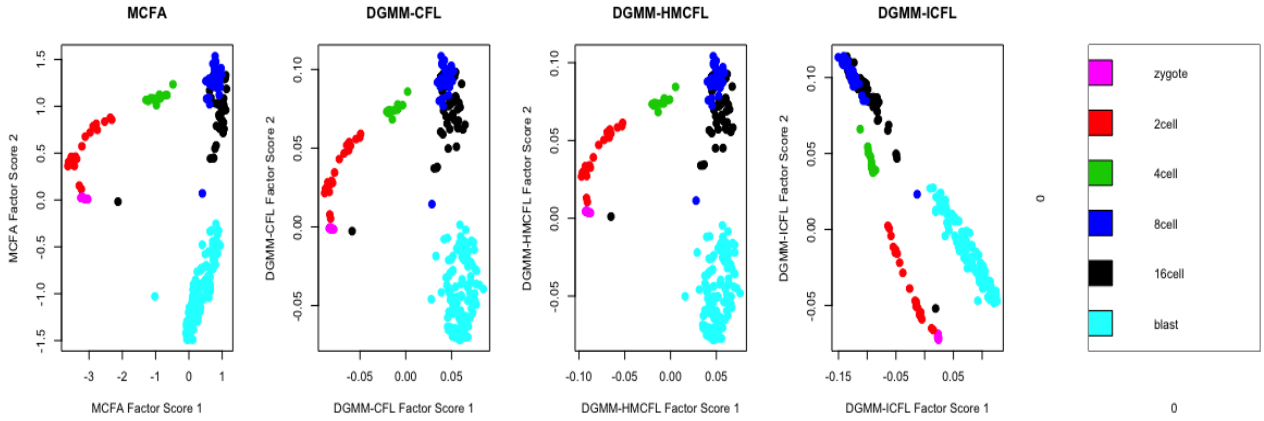 MCFA
DGMM-CFL
DGMM-HMCFL
DGMM-ICFL
MCFA Factor Score 2
-1.5
-1.0
-0.5
0.0
0.5
1.0
1.5
-3
-2
-1
0
1
MCFA Factor Score 1
DGMM-CFL Factor Score 2
-0.05
0.00
0.05
0.10
-0.05
0.00
0.05
DGMM-CFL Factor Score 1
DGMM-HMCFL Factor Score 2
-0.05
0.00
0.05
0.10
-0.10
-0.05
0.00
0.05
DGMM-HMCFL Factor Score 1
DGMM-ICFL Factor Score 2
-0.05
0.00
0.05
0.10
-0.15
-0.05
0.05
DGMM-ICFL Factor Score 1
0
zygote
2cell
4cell
8cell
16cell
blast
0